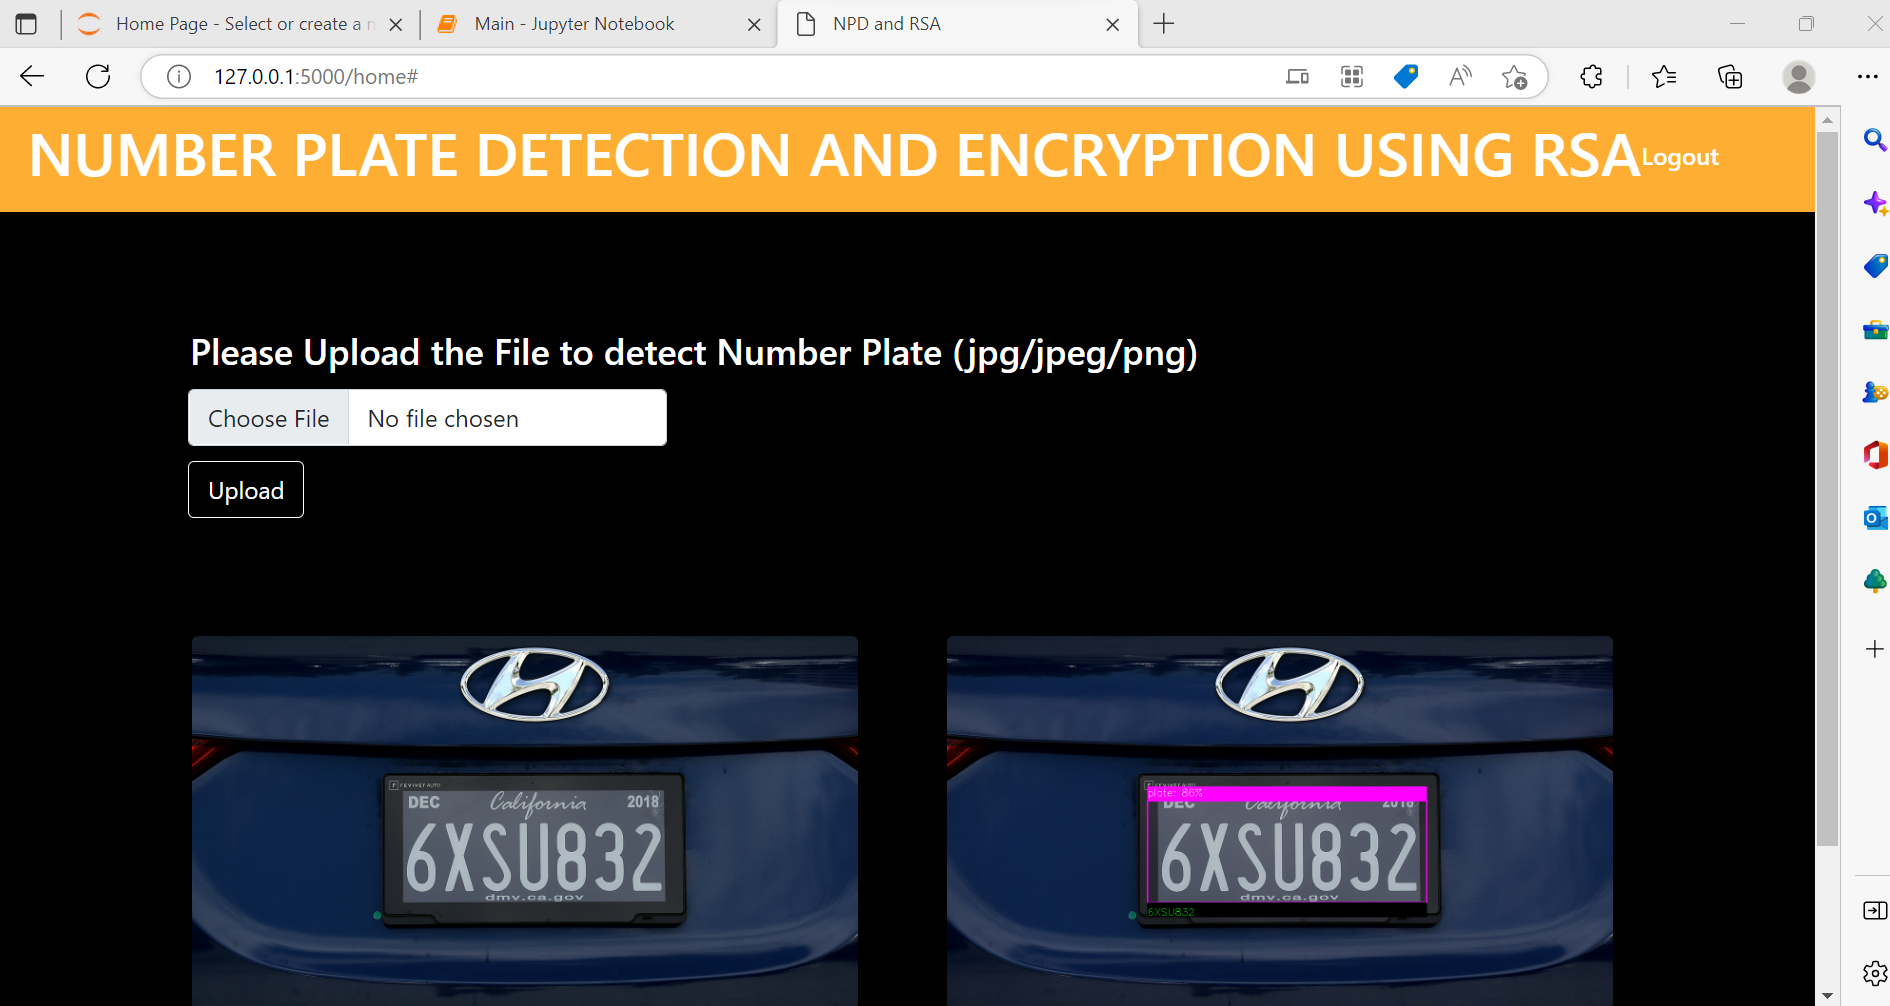 Home Page - Select or create a n
Main - Jupyter Notebook
NPD and RSA
127.0.0.1:5000/home#
NUMBER PLATE DETECTION AND ENCRYPTION USING RSA
Logout
Please Upload the File to detect Number Plate (jpg/jpeg/png)
Choose File
No file chosen
Upload
DEC California 2018
6XSU832
dmv.ca.gov
plate: 86%
DEC California 2018
6XSU832
dmv.ca.gov
6XSU832